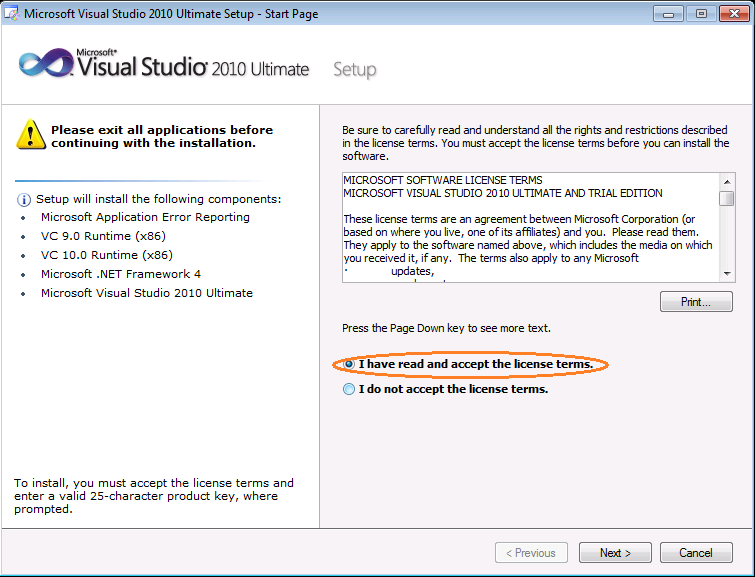 Microsoft Visual Studio 2010 Ultimate Setup - Start Page
Microsoft®
Visual Studio® 2010 Ultimate Setup
Please exit all applications before
continuing with the installation.
Setup will install the following components:
• Microsoft Application Error Reporting
• VC 9.0 Runtime (x86)
• VC 10.0 Runtime (x86)
• Microsoft .NET Framework 4
• Microsoft Visual Studio 2010 Ultimate
To install, you must accept the license terms and
enter a valid 25-character product key, where
prompted.
Be sure to carefully read and understand all the rights and restrictions described
in the license terms. You must accept the license terms before you can install the
software.
MICROSOFT SOFTWARE LICENSE TERMS
MICROSOFT VISUAL STUDIO 2010 ULTIMATE AND TRIAL EDITION
These license terms are an agreement between Microsoft Corporation (or
based on where you live, one of its affiliates) and you. Please read them.
They apply to the software named above, which includes the media on which
you received it, if any. The terms also apply to any Microsoft
· updates,
Print...
Press the Page Down key to see more text.
I have read and accept the license terms.
I do not accept the license terms.
< Previous Next > Cancel